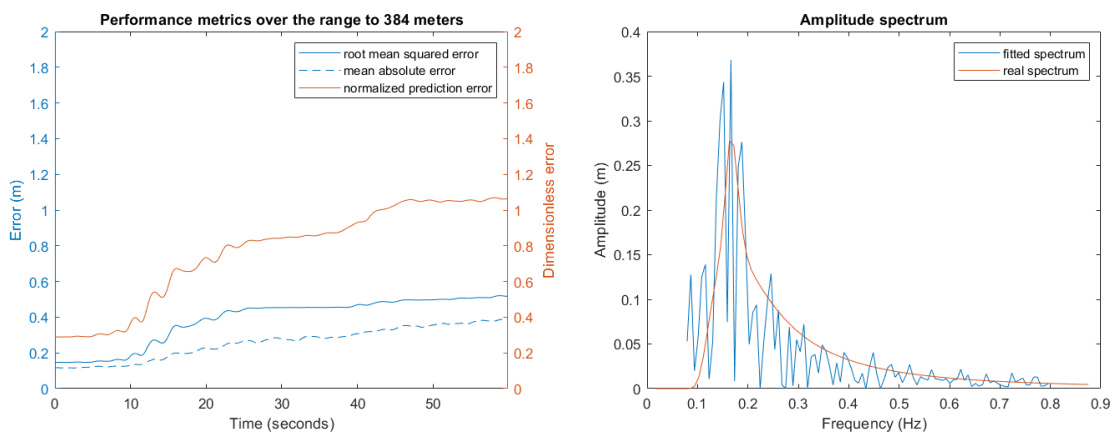 Performance metrics over the range to 384 meters
2
1.8
1.6
1.4
1.2
1
0.8
0.6
0.4
0.2
0
Error (m)
root mean squared error
mean absolute error
normalized prediction error
2
1.8
1.6
1.4
1.2
1
0.8
0.6
0.4
0.2
0
Dimensionless error
0 10 20 30 40 50
Time (seconds)
Amplitude spectrum
0.4
0.35
0.3
0.25
0.2
0.15
0.1
0.05
0
Amplitude (m)
fitted spectrum
real spectrum
0 0.1 0.2 0.3 0.4 0.5 0.6 0.7 0.8 0.9
Frequency (Hz)